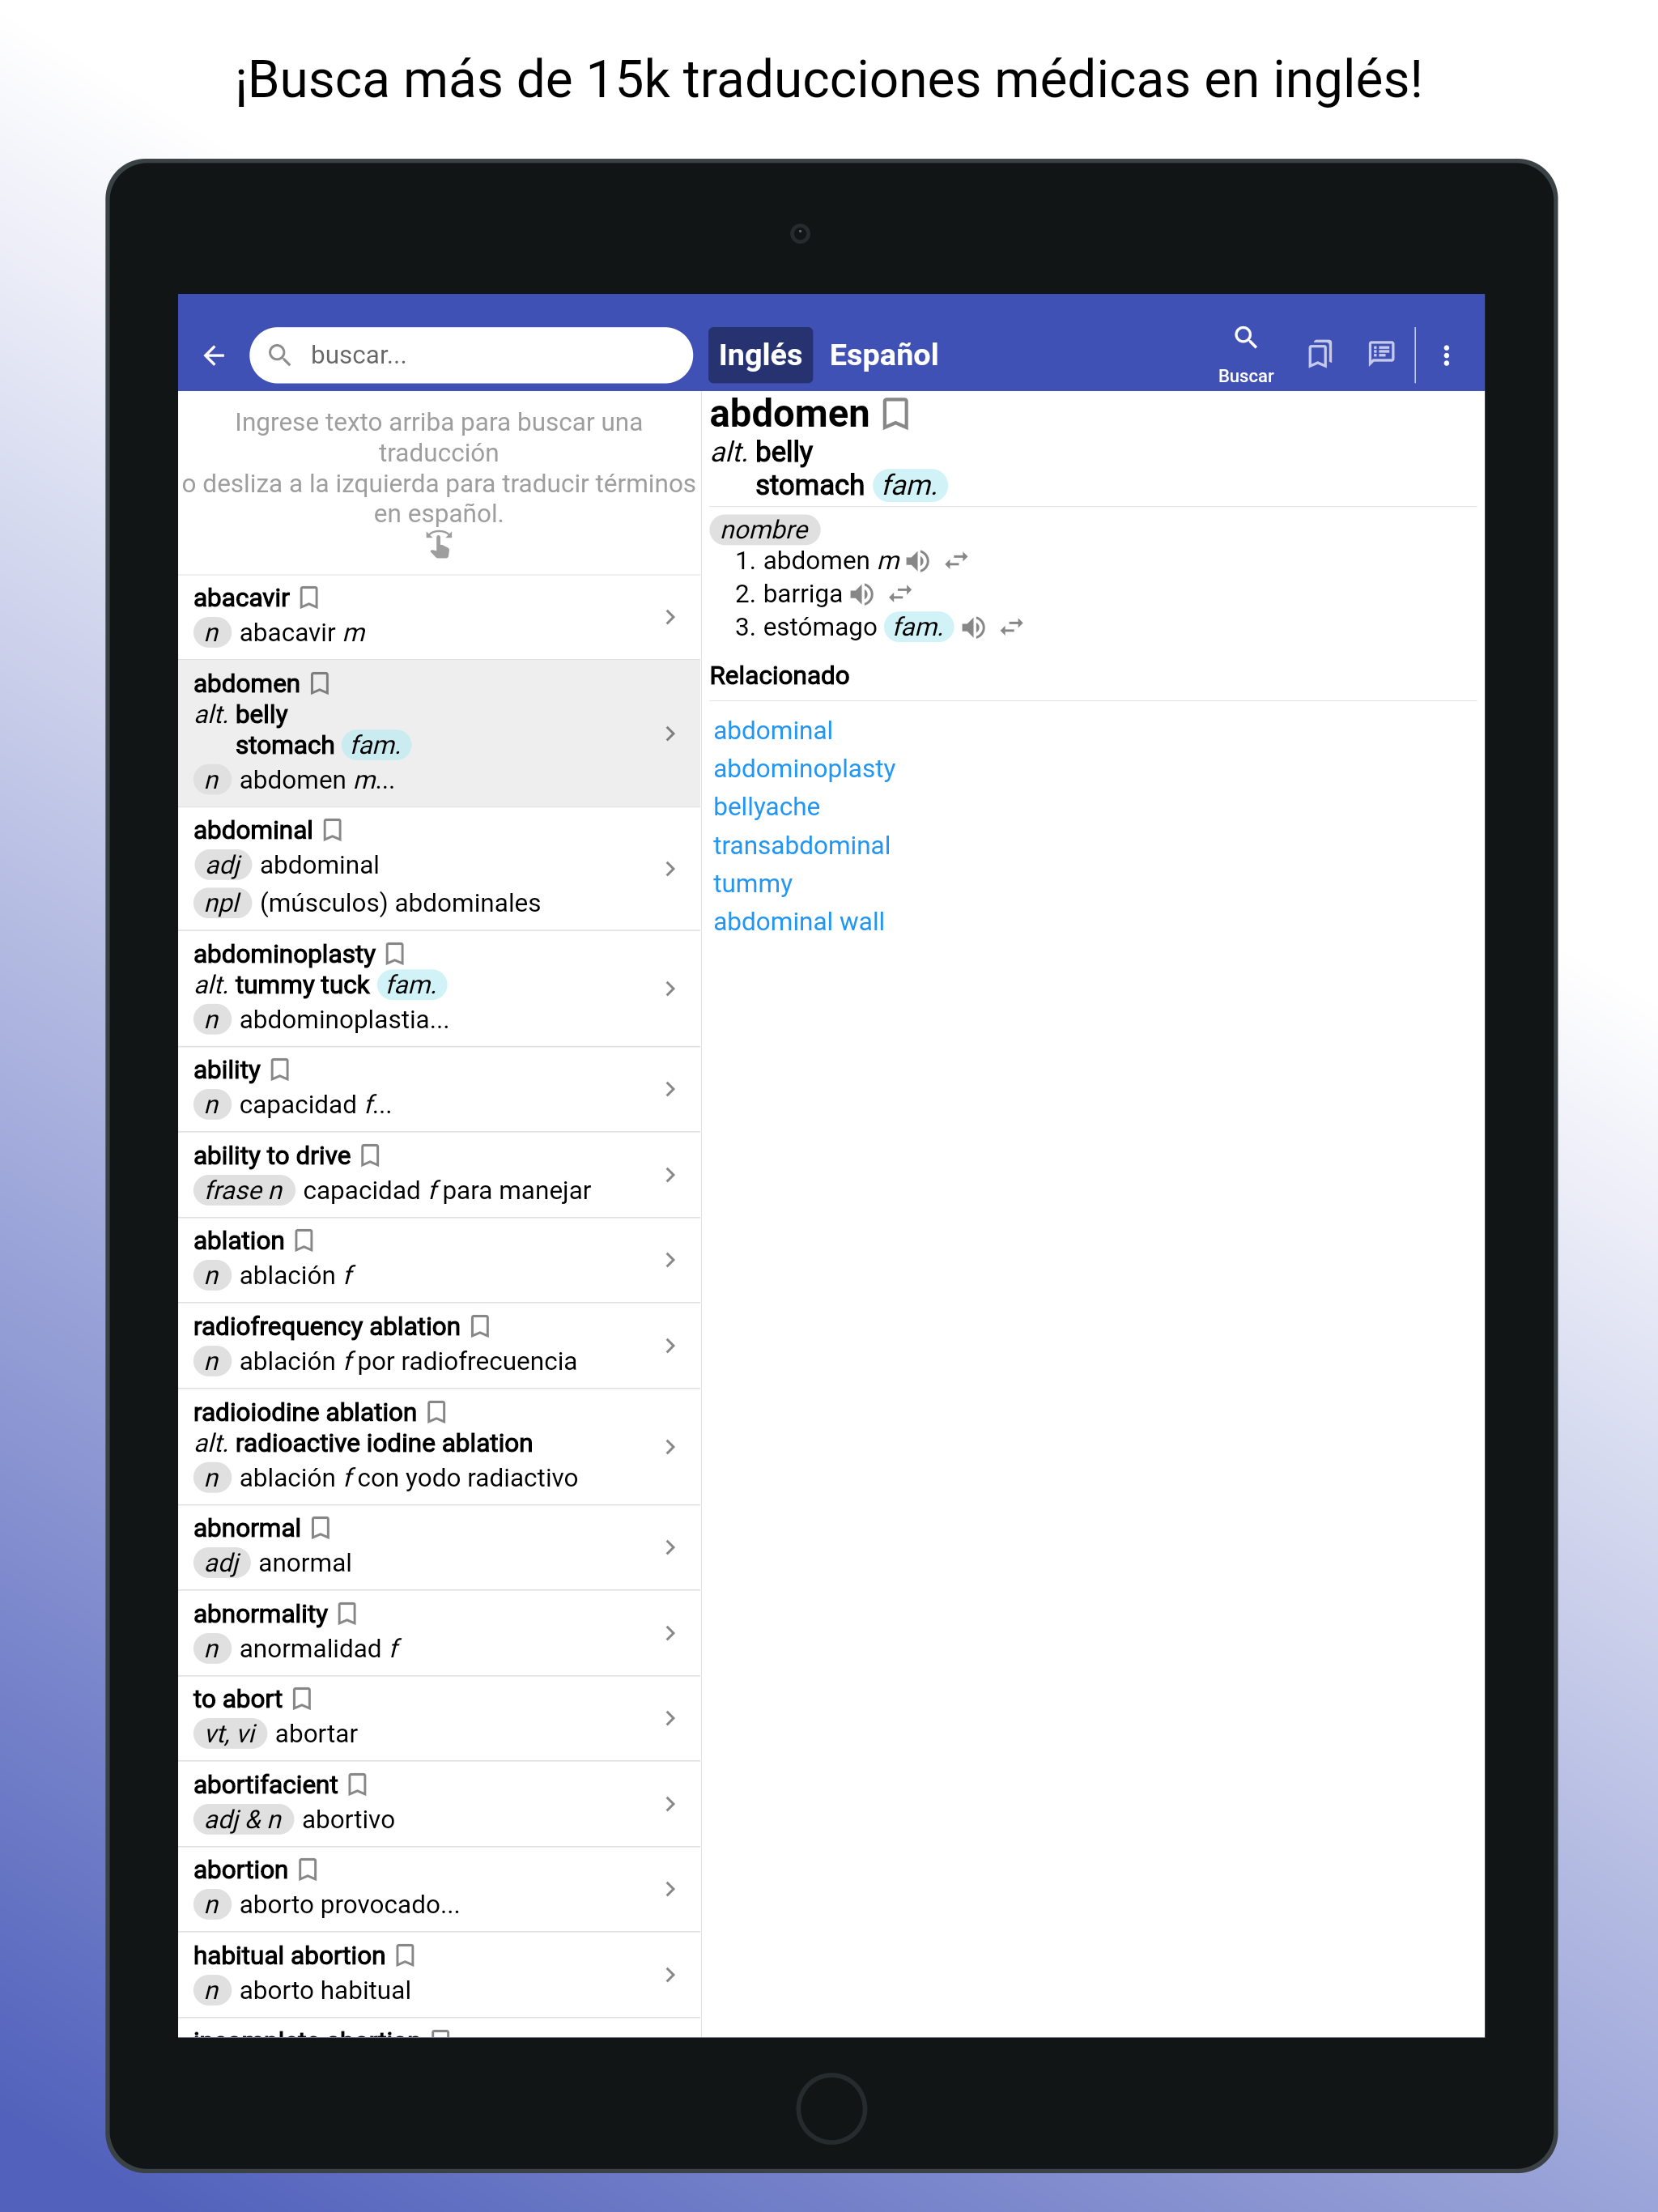 ¡Busca más de 15k traducciones médicas en inglés!
buscar...
Inglés Español
Buscar
Ingrese texto arriba para buscar una
traducción
o desliza a la izquierda para traducir términos
en español.
abacavir
n abacavir m
abdomen
alt. belly
stomach fam.
n abdomen m...
abdominal
adj abdominal
npl (músculos) abdominales
abdominoplasty
alt. tummy tuck fam.
n abdominoplastia...
ability
n capacidad f...
ability to drive
frase n capacidad f para manejar
ablation
n ablación f
radiofrequency ablation
n ablación f por radiofrecuencia
radioiodine ablation
alt. radioactive iodine ablation
n ablación f con yodo radiactivo
abnormal
adj anormal
abnormality
n anormalidad f
to abort
vt, vi abortar
abortifacient
adj & n abortivo
abortion
n aborto provocado...
habitual abortion
n aborto habitual
incomplete abortion
abdomen
alt. belly
stomach fam.
nombre
1. abdomen m
2. barriga
3. estómago fam.
Relacionado
abdominal
abdominoplasty
bellyache
transabdominal
tummy
abdominal wall